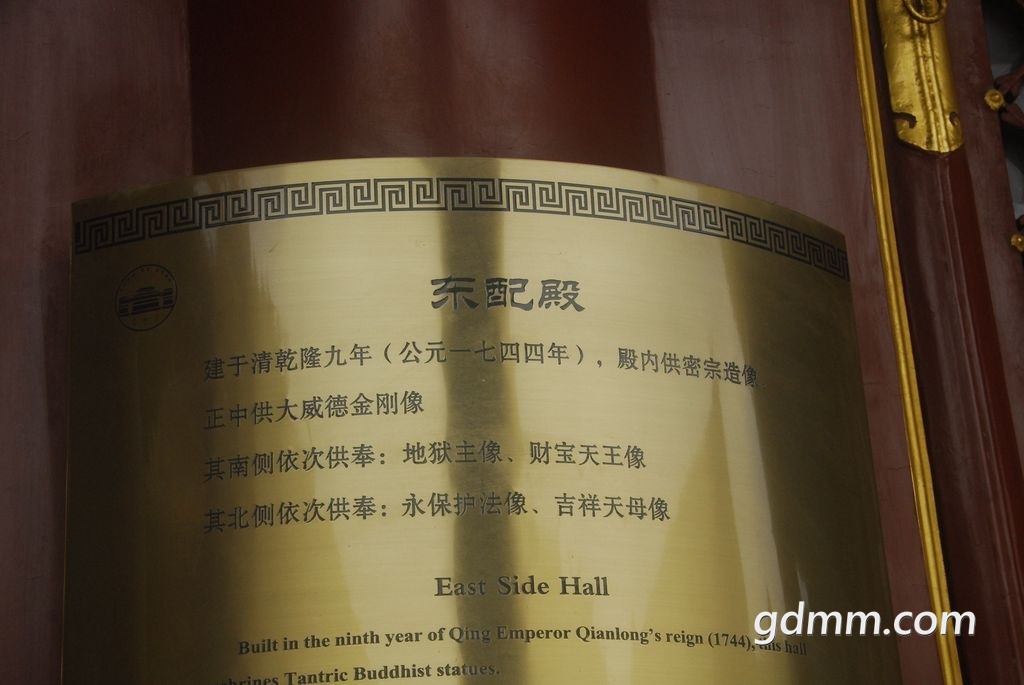 东配殿
建于清乾隆九年（公元一七四四年），殿内供密宗造像
正中供大威德金刚像
其南侧依次供奉：地狱主像、财宝天王像
其北侧依次供奉：永保护法像、吉祥天母像
East Side Hall
Built in the ninth year of Qing Emperor Qianlong's reign (1744), this hall
Tantric Buddhist statues.
gdmm.com